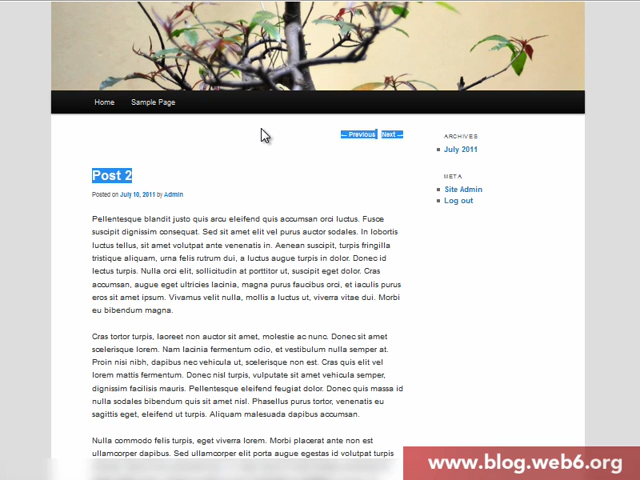 Home Sample Page
← Previous Next →
ARCHIVES
July 2011
META
Site Admin
Log out
Post 2
Posted on July 10, 2011 by Admin
Pellentesque blandit justo quis arcu eleifend quis accumsan orci luctus. Fusce
suscipit dignissim consequat. Sed sit amet elit vel purus auctor sodales. In lobortis
luctus tellus, sit amet volutpat ante venenatis in. Aenean suscipit, turpis fringilla
tristique aliquam, urna felis rutrum dui, a luctus augue turpis in dolor. Donec id
lectus turpis. Nulla orci elit, sollicitudin at porttitor ut, suscipit eget dolor. Cras
accumsan, augue eget ultricies lacinia, magna purus faucibus orci, et iaculis purus
eros sit amet ipsum. Vivamus velit nulla, mollis a luctus ut, viverra vitae dui. Morbi
eu bibendum magna.
Cras tortor turpis, laoreet non auctor sit amet, molestie ac nunc. Donec sit amet
scelerisque lorem. Nam lacinia fermentum odio, et vestibulum nulla semper at.
Proin nisi nibh, dapibus nec vehicula ut, scelerisque non est. Cras quis elit vel
lorem mattis fermentum. Donec nisl turpis, vulputate sit amet vehicula semper,
dignissim facilisis mauris. Pellentesque eleifend feugiat dolor. Donec quis massa id
nulla sodales bibendum quis sit amet nisl. Phasellus purus tortor, venenatis eu
sagittis eget, eleifend ut turpis. Aliquam malesuada dapibus accumsan.
Nulla commodo felis turpis, eget viverra lorem. Morbi placerat ante non est
ullamcorper dapibus. Sed ullamcorper elit porta augue egestas id volutpat turpis
www.blog.web6.org